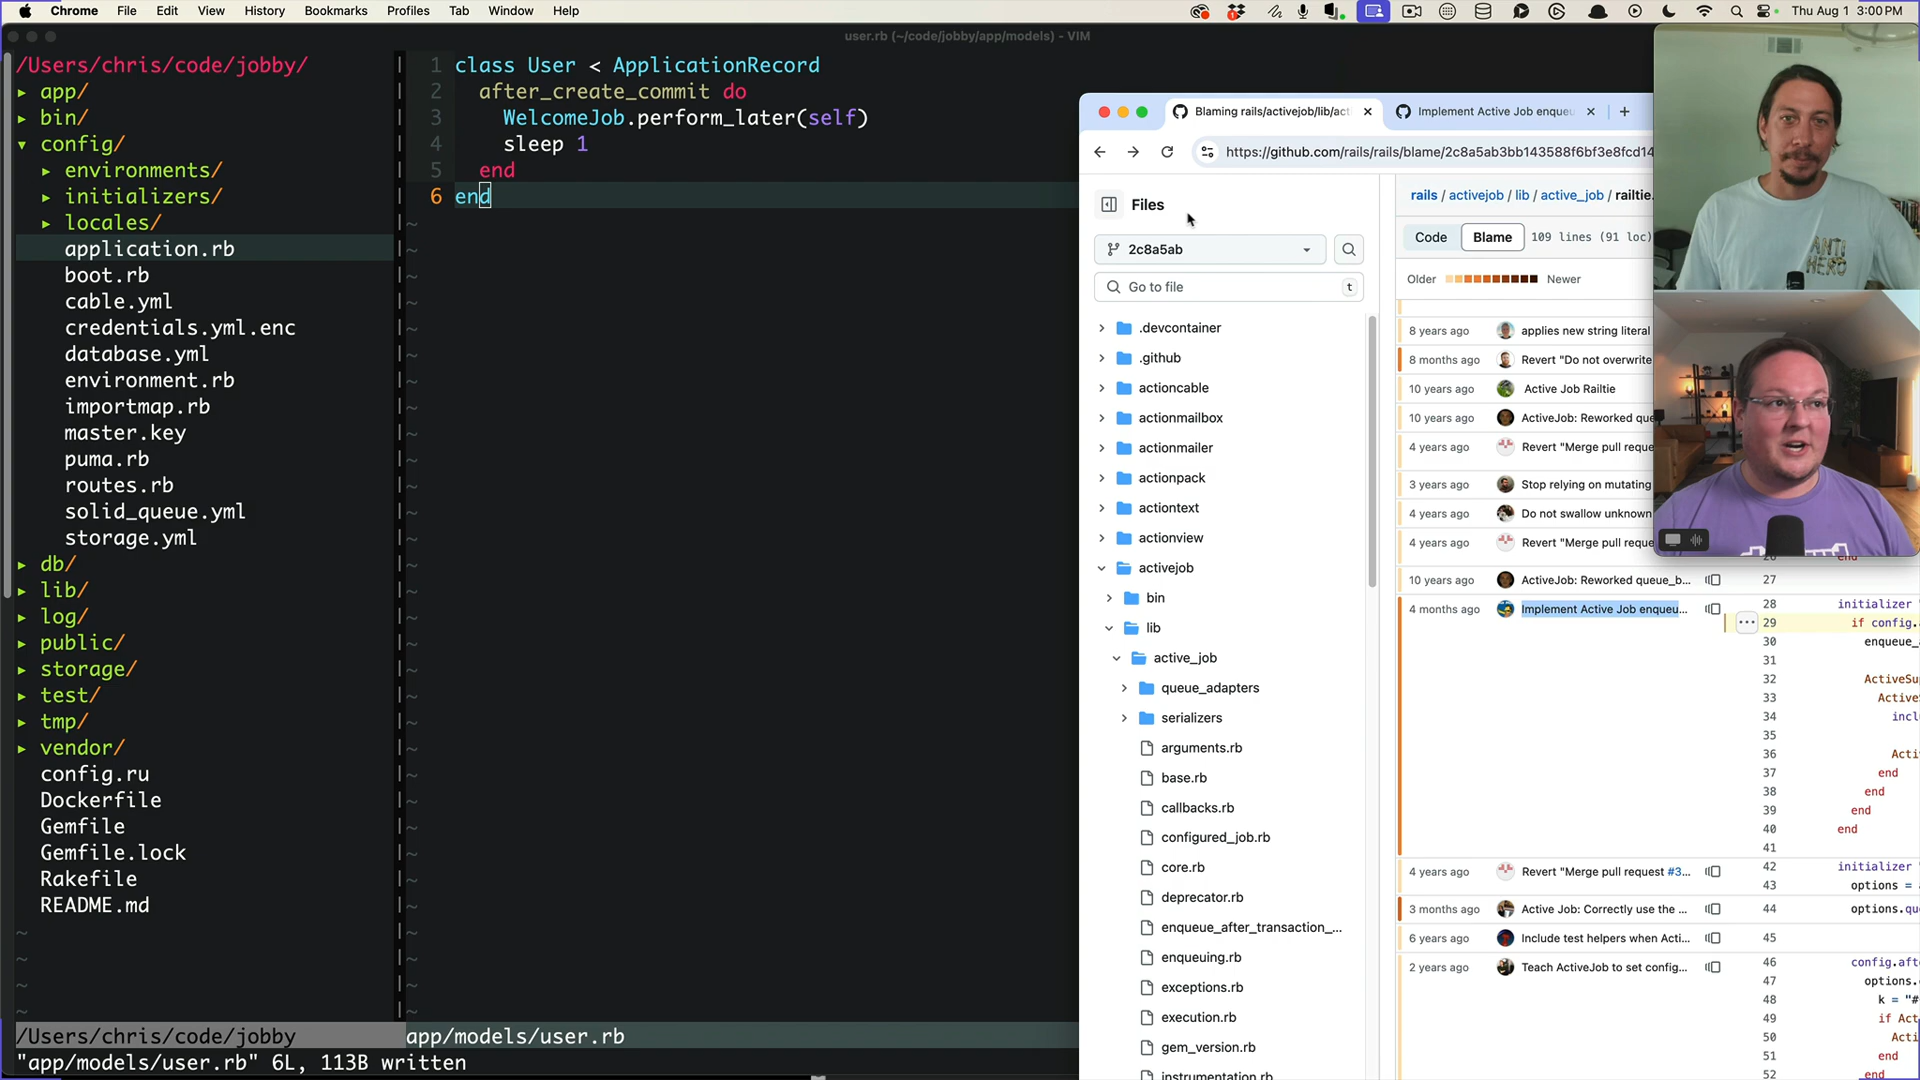 Chrome File Edit View History Bookmarks Profiles Tab Window Help
Thu Aug 1 3:00 PM
user.rb (~/code/jobby/app/models) - VIM
/Users/chris/code/jobby/
▸ app/
▸ bin/
▾ config/
▸ environments/
▸ initializers/
▸ locales/
application.rb
boot.rb
cable.yml
credentials.yml.enc
database.yml
environment.rb
importmap.rb
master.key
puma.rb
routes.rb
solid_queue.yml
storage.yml
▸ db/
▸ lib/
▸ log/
▸ public/
▸ storage/
▸ test/
▸ tmp/
▸ vendor/
config.ru
Dockerfile
Gemfile
Gemfile.lock
Rakefile
README.md
~
~
~
~
/Users/chris/code/jobby
"app/models/user.rb" 6L, 113B written
1 class User < ApplicationRecord
2 after_create_commit do
3 WelcomeJob.perform_later(self)
4 sleep 1
5 end
6 end
app/models/user.rb
Blaming rails/activejob/lib/act
Implement Active Job enqueu
https://github.com/rails/rails/blame/2c8a5ab3bb143588f6bf3e8fcd14
Files
2c8a5ab
Go to file t
.devcontainer
.github
actioncable
actionmailbox
actionmailer
actionpack
actiontext
actionview
activejob
bin
lib
active_job
queue_adapters
serializers
arguments.rb
base.rb
callbacks.rb
configured_job.rb
core.rb
deprecator.rb
enqueue_after_transaction_...
enqueuing.rb
exceptions.rb
execution.rb
gem_version.rb
instrumentation.rb
rails / activejob / lib / active_job / railtie.
Code Blame 109 lines (91 loc)
Older Newer
8 years ago applies new string literal
8 months ago Revert "Do not overwrite
10 years ago Active Job Railtie
10 years ago ActiveJob: Reworked que
4 years ago Revert "Merge pull reque
3 years ago Stop relying on mutating
4 years ago Do not swallow unknown
4 years ago Revert "Merge pull reque
10 years ago ActiveJob: Reworked queue_b... 27
4 months ago Implement Active Job enqueu... 28 initializer "
29 if config.a
30 enqueue_a
31
32 ActiveSup
33 ActiveS
34 inclu
35
36 Acti
37 end
38 end
39 end
40 end
41
4 years ago Revert "Merge pull request #3... 42 initializer "
43 options = a
3 months ago Active Job: Correctly use the ... 44 options.qu
6 years ago Include test helpers when Acti... 45
2 years ago Teach ActiveJob to set config... 46 config.aft
47 options.
48 k = "#
49 if Act
50 Acti
51 end
52 end
ANTI
HERO